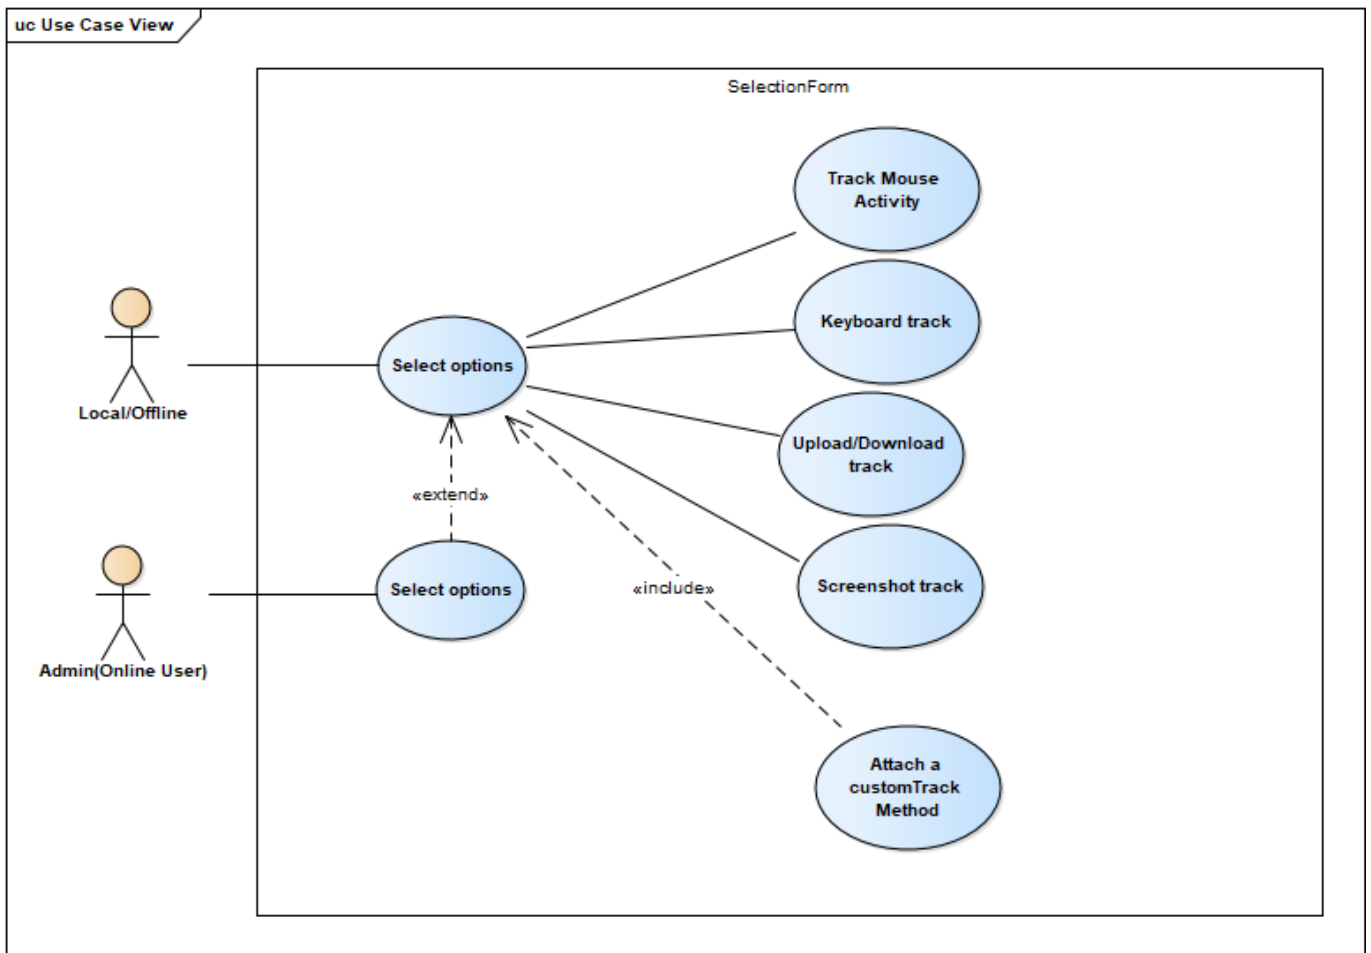 uc Use Case View
SelectionForm
Track Mouse
Activity
Keyboard track
Select options
Local/Offline
Upload/Download
track
«extend»
Select options
«include»
Screenshot track
Admin(Online User)
Attach a
customTrack
Method